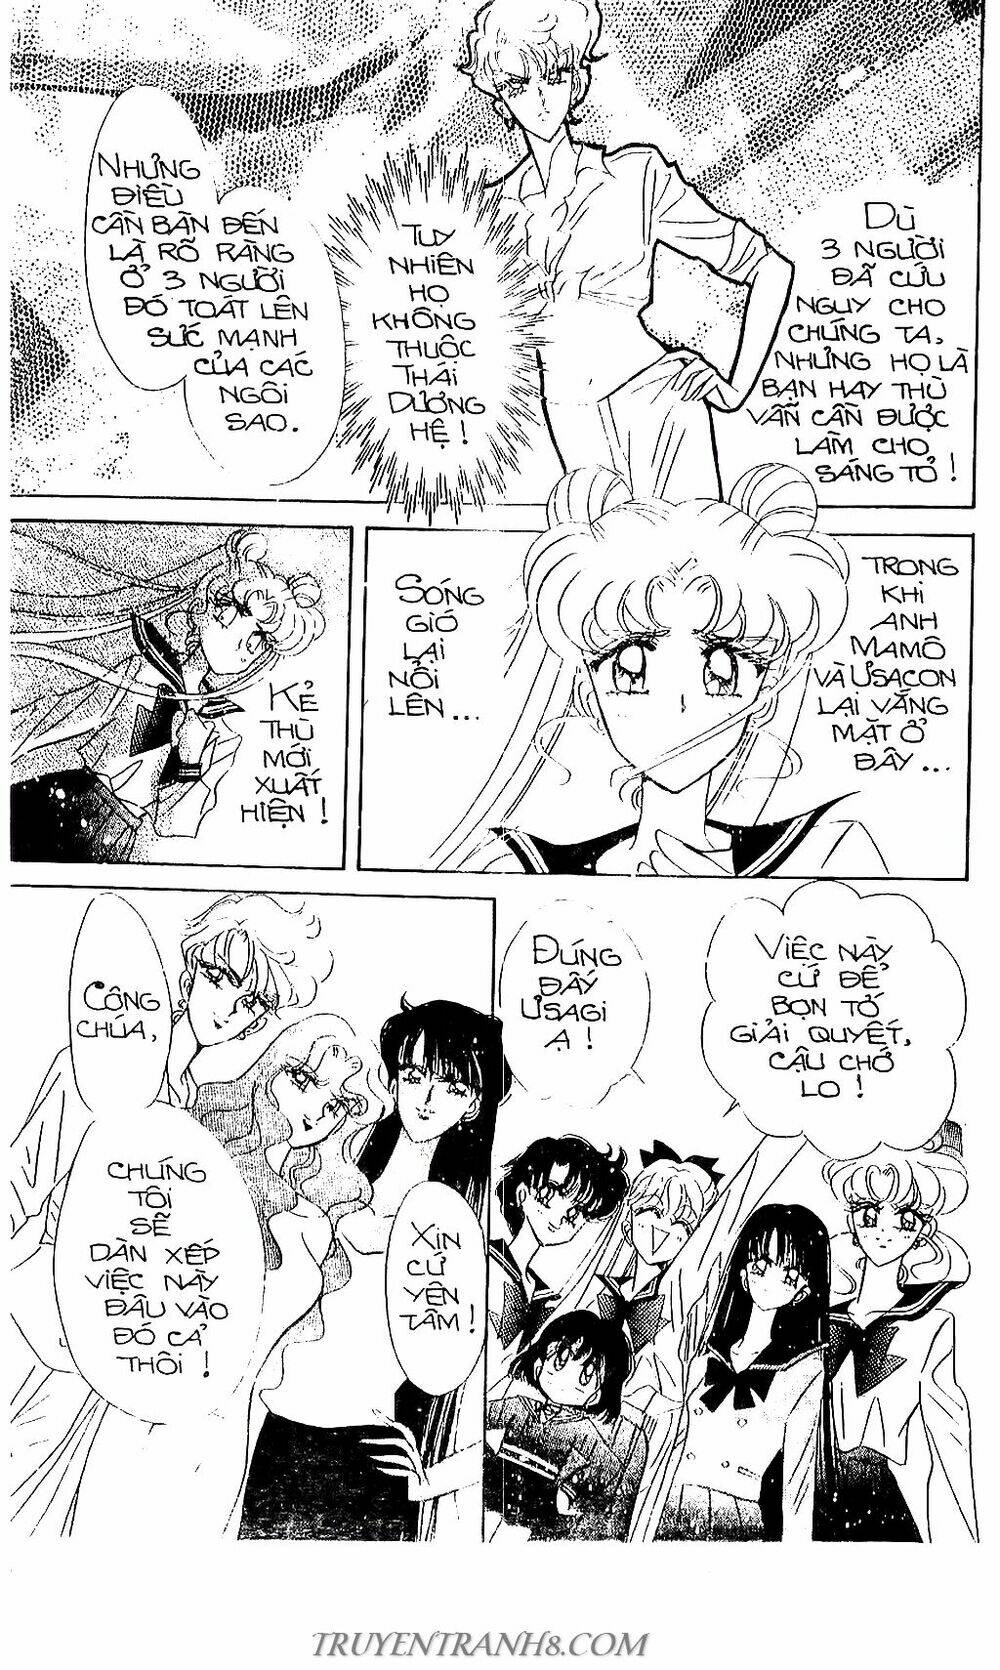 DÙ
3 NGƯỜI
ĐÃ CỨU
NGUY CHO
CHÚNG TA,
NHƯNG HỌ LÀ
BẠN HAY THÙ
VẪN CẦN ĐƯỢC
LÀM CHO
SÁNG TỎ !
TUY
NHIÊN
HỌ
KHÔNG
THUỘC
THÁI
DƯƠNG
HỆ !
NHƯNG
ĐIỀU
CẦN BÀN ĐẾN
LÀ RÕ RÀNG
Ở 3 NGƯỜI
ĐÓ TOÁT LÊN
SỨC MẠNH
CỦA CÁC
NGÔI
SAO.
TRONG
KHI
ANH
MAMÔ
VÀ ÚSACON
LẠI VẮNG
MẶT Ở
ĐÂY ...
SÓNG
GIÓ
LẠI
NỔI
LÊN ...
KẺ
THÙ
MỚI
XUẤT
HIỆN !
VIỆC NÀY
CỨ ĐỂ
BỌN TỚ
GIẢI QUYẾT,
CẬU CHỚ
LO !
ĐÚNG
ĐẤY
ƯSAGI
Ạ !
CÔNG
CHÚA,
CHÚNG
TÔI
SẼ
DÀN XẾP
VIỆC NÀY
ĐÂU VÀO
ĐÓ CẢ
THÔI !
XIN
CỨ
YÊN
TÂM !
TRUYENTRANH8.COM